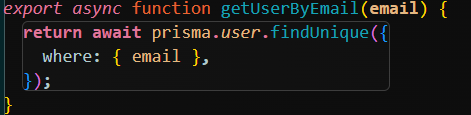 export async function getUserByEmail(email) {
  return await prisma.user.findUnique({
    where: { email },
  });
}